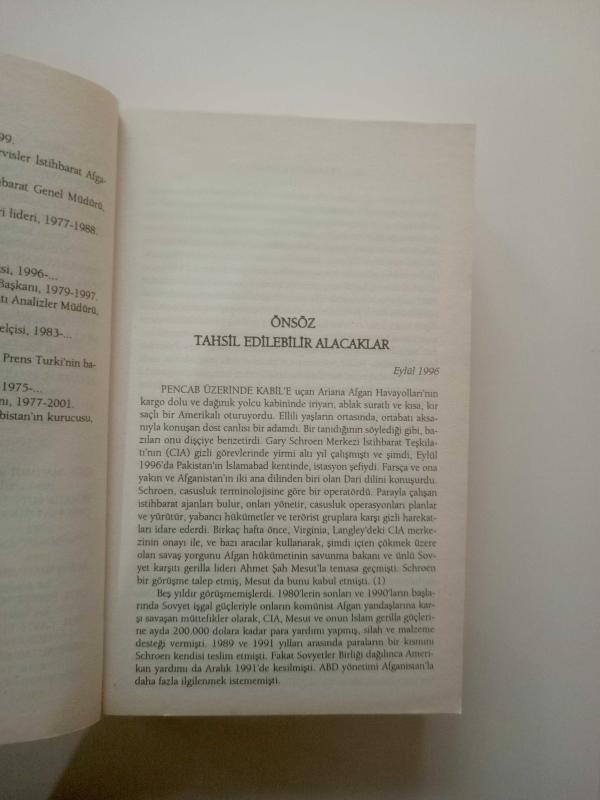 99.
rvisler İstihbarat Afga-
hbarat Genel Müdürü,
ri lideri, 1977-1988.
si, 1996-...
Başkanı, 1979-1997.
tı Analizler Müdürü,
elçisi, 1983-...
Prens Turki'nin ba-
1975-...
nı, 1977-2001.
bistan'ın kurucusu,
ÖNSÖZ
TAHSİL EDİLEBİLİR ALACAKLAR
Eylül 1996
PENCAB ÜZERİNDE KABİL'E uçan Ariana Afgan Havayolları'nın
kargo dolu ve dağınık yolcu kabininde iriyarı, ablak suratlı ve kısa, kır
saçlı bir Amerikalı oturuyordu. Ellili yaşların ortasında, ortabatı aksa-
nıyla konuşan dost canlısı bir adamdı. Bir tanıdığının söylediği gibi, ba-
zıları onu dişçiye benzetirdi. Gary Schroen Merkezi İstihbarat Teşkila-
tı'nın (CIA) gizli görevlerinde yirmi altı yıl çalışmıştı ve şimdi, Eylül
1996'da Pakistan'ın İslamabad kentinde, istasyon şefiydi. Farsça ve ona
yakın ve Afganistan'ın iki ana dilinden biri olan Dari dilini konuşurdu.
Schroen, casusluk terminolojisine göre bir operatördü. Parayla çalışan
istihbarat ajanları bulur, onları yönetir, casusluk operasyonları planlar
ve yürütür, yabancı hükümetler ve terörist gruplara karşı gizli harekat-
ları idare ederdi. Birkaç hafta önce, Virginia, Langley'deki CIA merke-
zinin onayı ile, ve bazı aracılar kullanarak, şimdi içten çökmek üzere
olan savaş yorgunu Afgan hükümetinin savunma bakanı ve ünlü Sov-
yet karşıtı gerilla lideri Ahmet Şah Mesut'la temasa geçmişti. Schroen
bir görüşme talep etmiş, Mesut da bunu kabul etmişti. (1)
Beş yıldır görüşmemişlerdi. 1980'lerin sonları ve 1990'ların başla-
rında Sovyet işgal güçleriyle onların komünist Afgan yandaşlarına kar-
şı savaşan müttefikler olarak, CIA, Mesut ve onun İslam gerilla güçleri-
ne ayda 200.000 dolara kadar para yardımı yapmış, silah ve malzeme
desteği vermişti. 1989 ve 1991 yılları arasında paraların bir kısmını
Schroen kendisi teslim etmişti. Fakat Sovyetler Birliği dağılınca Ameri-
kan yardımı da Aralık 1991'de kesilmişti. ABD yönetimi Afganistan'la
daha fazla ilgilenmek istememişti.